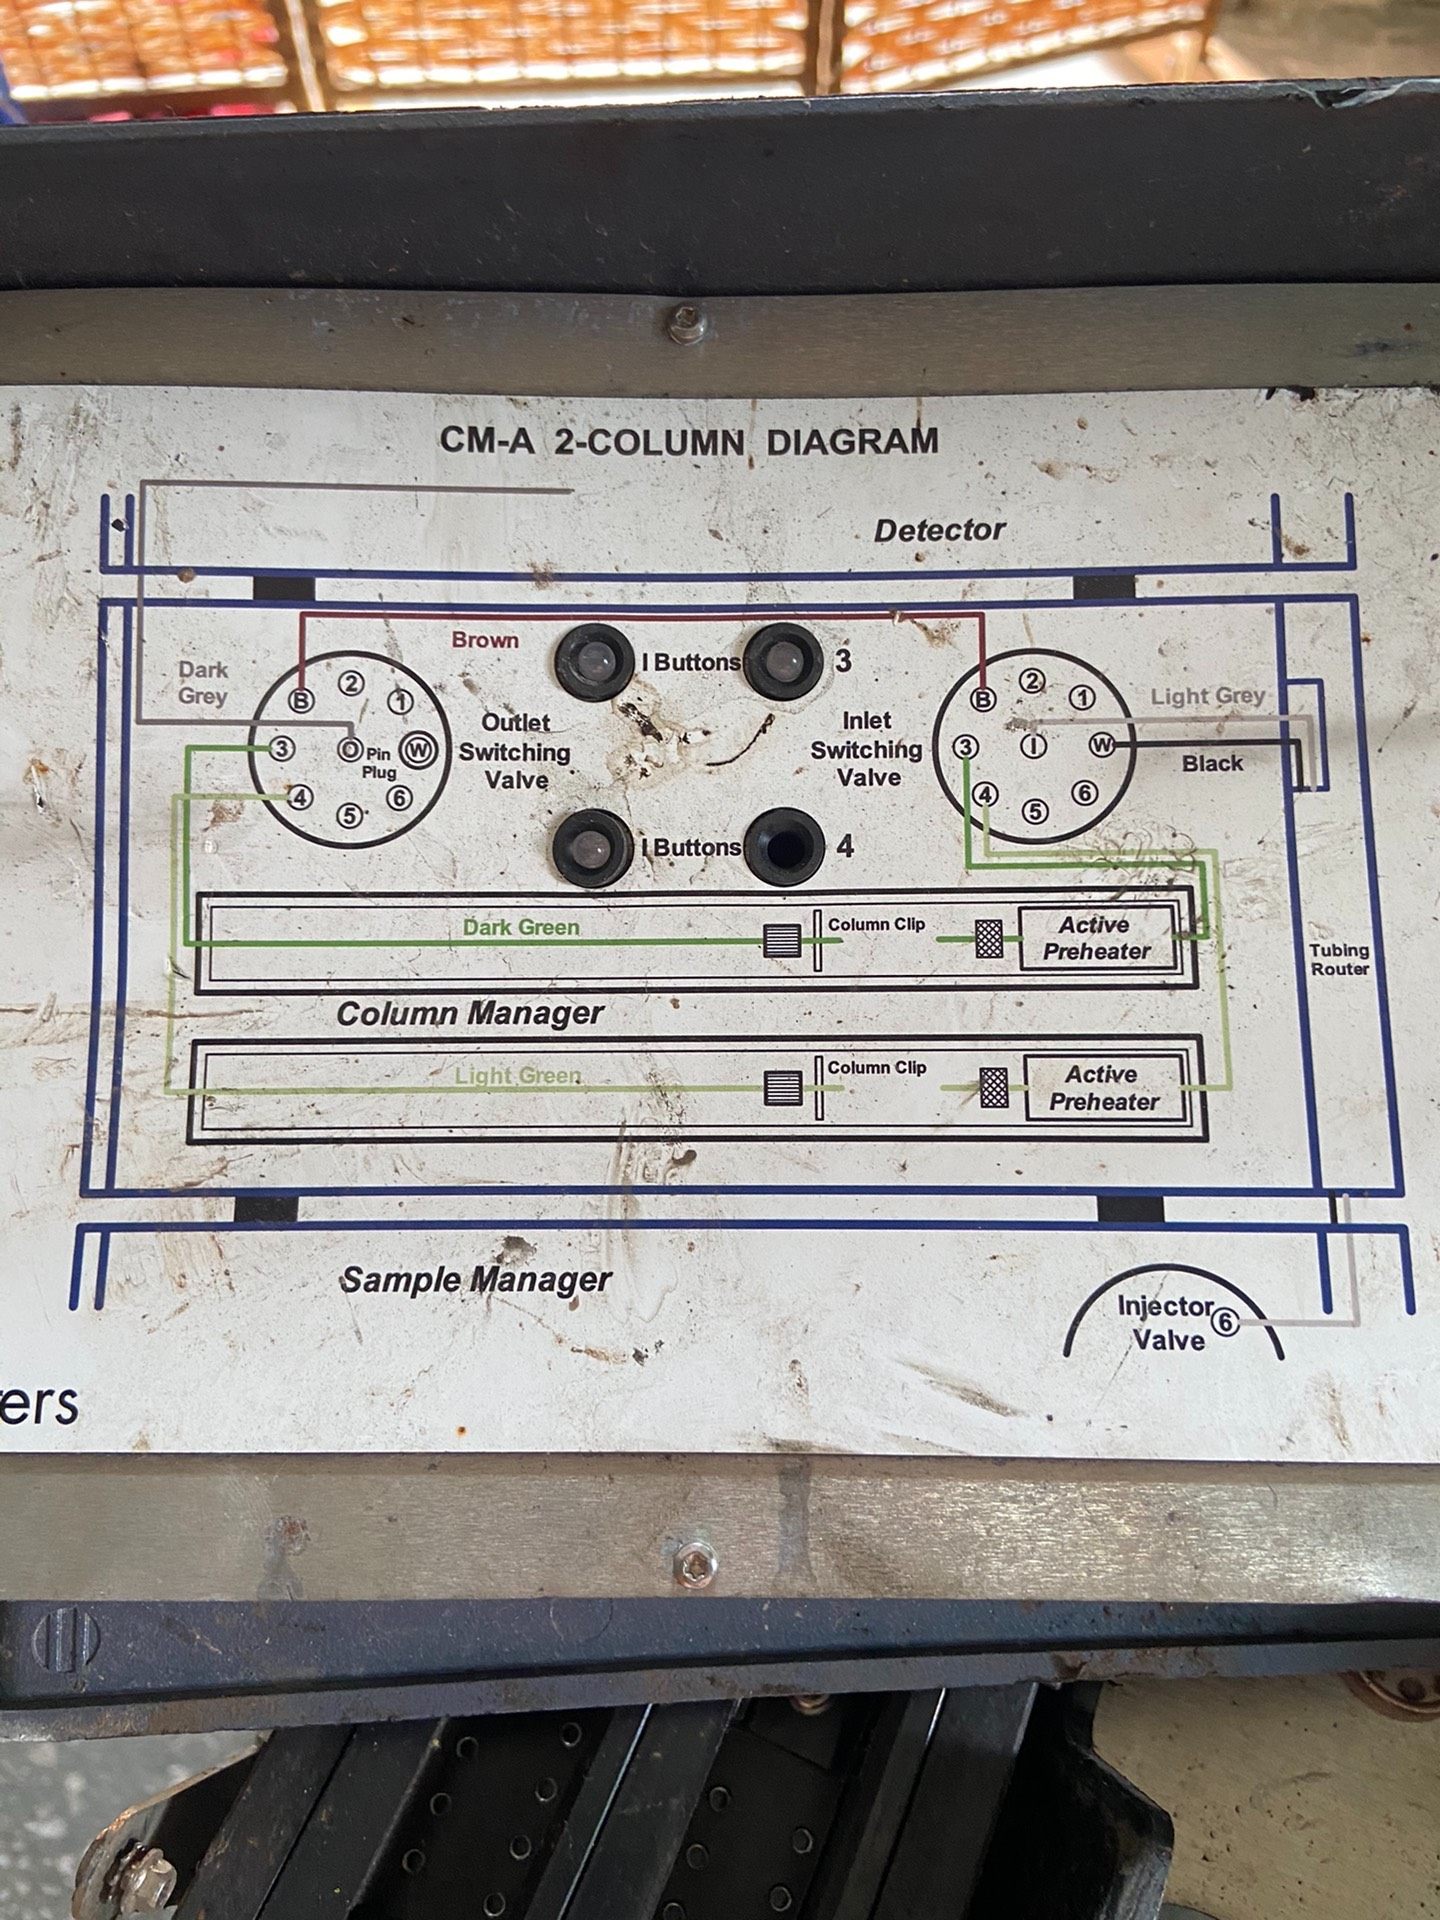 CM-A 2-COLUMN DIAGRAM
Detector
Brown
Dark
Grey
I Buttons
3
Light Grey
B
2
1
3
O
Pin
Plug
W
4
5
6
Outlet
Switching
Valve
Inlet
Switching
Valve
B
2
1
3
I
W
4
5
6
Black
I Buttons
4
Dark Green
Column Clip
Active
Preheater
Tubing
Router
Column Manager
Light Green
Column Clip
Active
Preheater
Sample Manager
Injector
Valve
6
ers